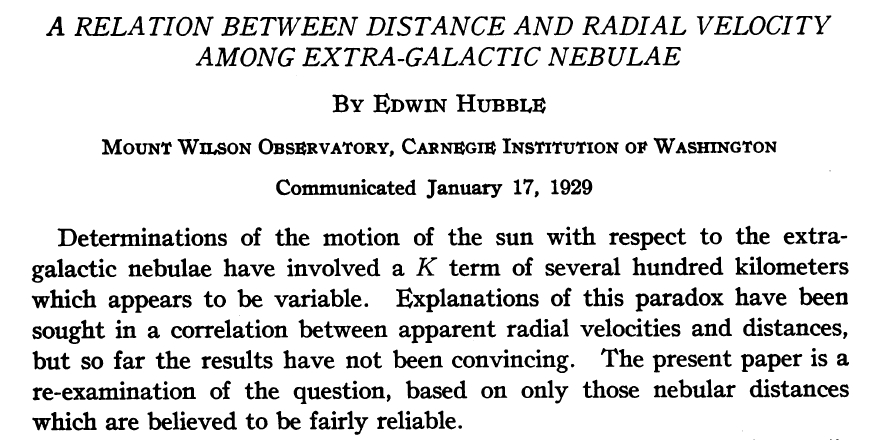 A RELATION BETWEEN DISTANCE AND RADIAL VELOCITY
AMONG EXTRA-GALACTIC NEBULAE
By Edwin Hubble
Mount Wilson Observatory, Carnegie Institution of Washington
Communicated January 17, 1929
Determinations of the motion of the sun with respect to the extra-
galactic nebulae have involved a K term of several hundred kilometers
which appears to be variable. Explanations of this paradox have been
sought in a correlation between apparent radial velocities and distances,
but so far the results have not been convincing. The present paper is a
re-examination of the question, based on only those nebular distances
which are believed to be fairly reliable.